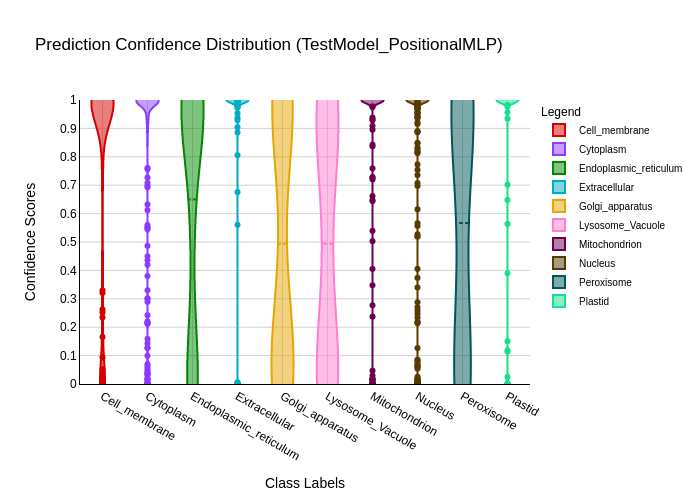 Prediction Confidence Distribution (TestModel_PositionalMLP)
Confidence Scores
1
0.9
0.8
0.7
0.6
0.5
0.4
0.3
0.2
0.1
0
Cell_membrane
Cytoplasm
Endoplasmic_reticulum
Extracellular
Golgi_apparatus
Lysosome_Vacuole
Mitochondrion
Nucleus
Peroxisome
Plastid
Class Labels
Legend
Cell_membrane
Cytoplasm
Endoplasmic_reticulum
Extracellular
Golgi_apparatus
Lysosome_Vacuole
Mitochondrion
Nucleus
Peroxisome
Plastid